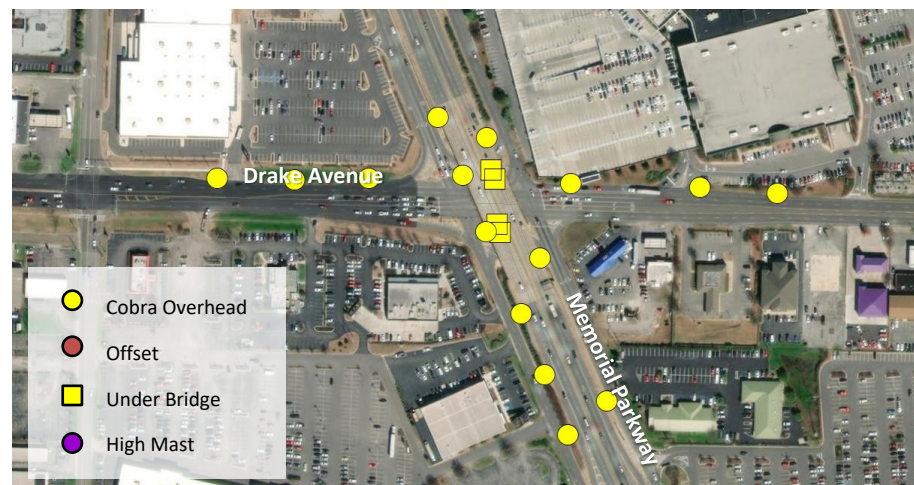 Drake Avenue
Memorial Parkway
Cobra Overhead
Offset
Under Bridge
High Mast